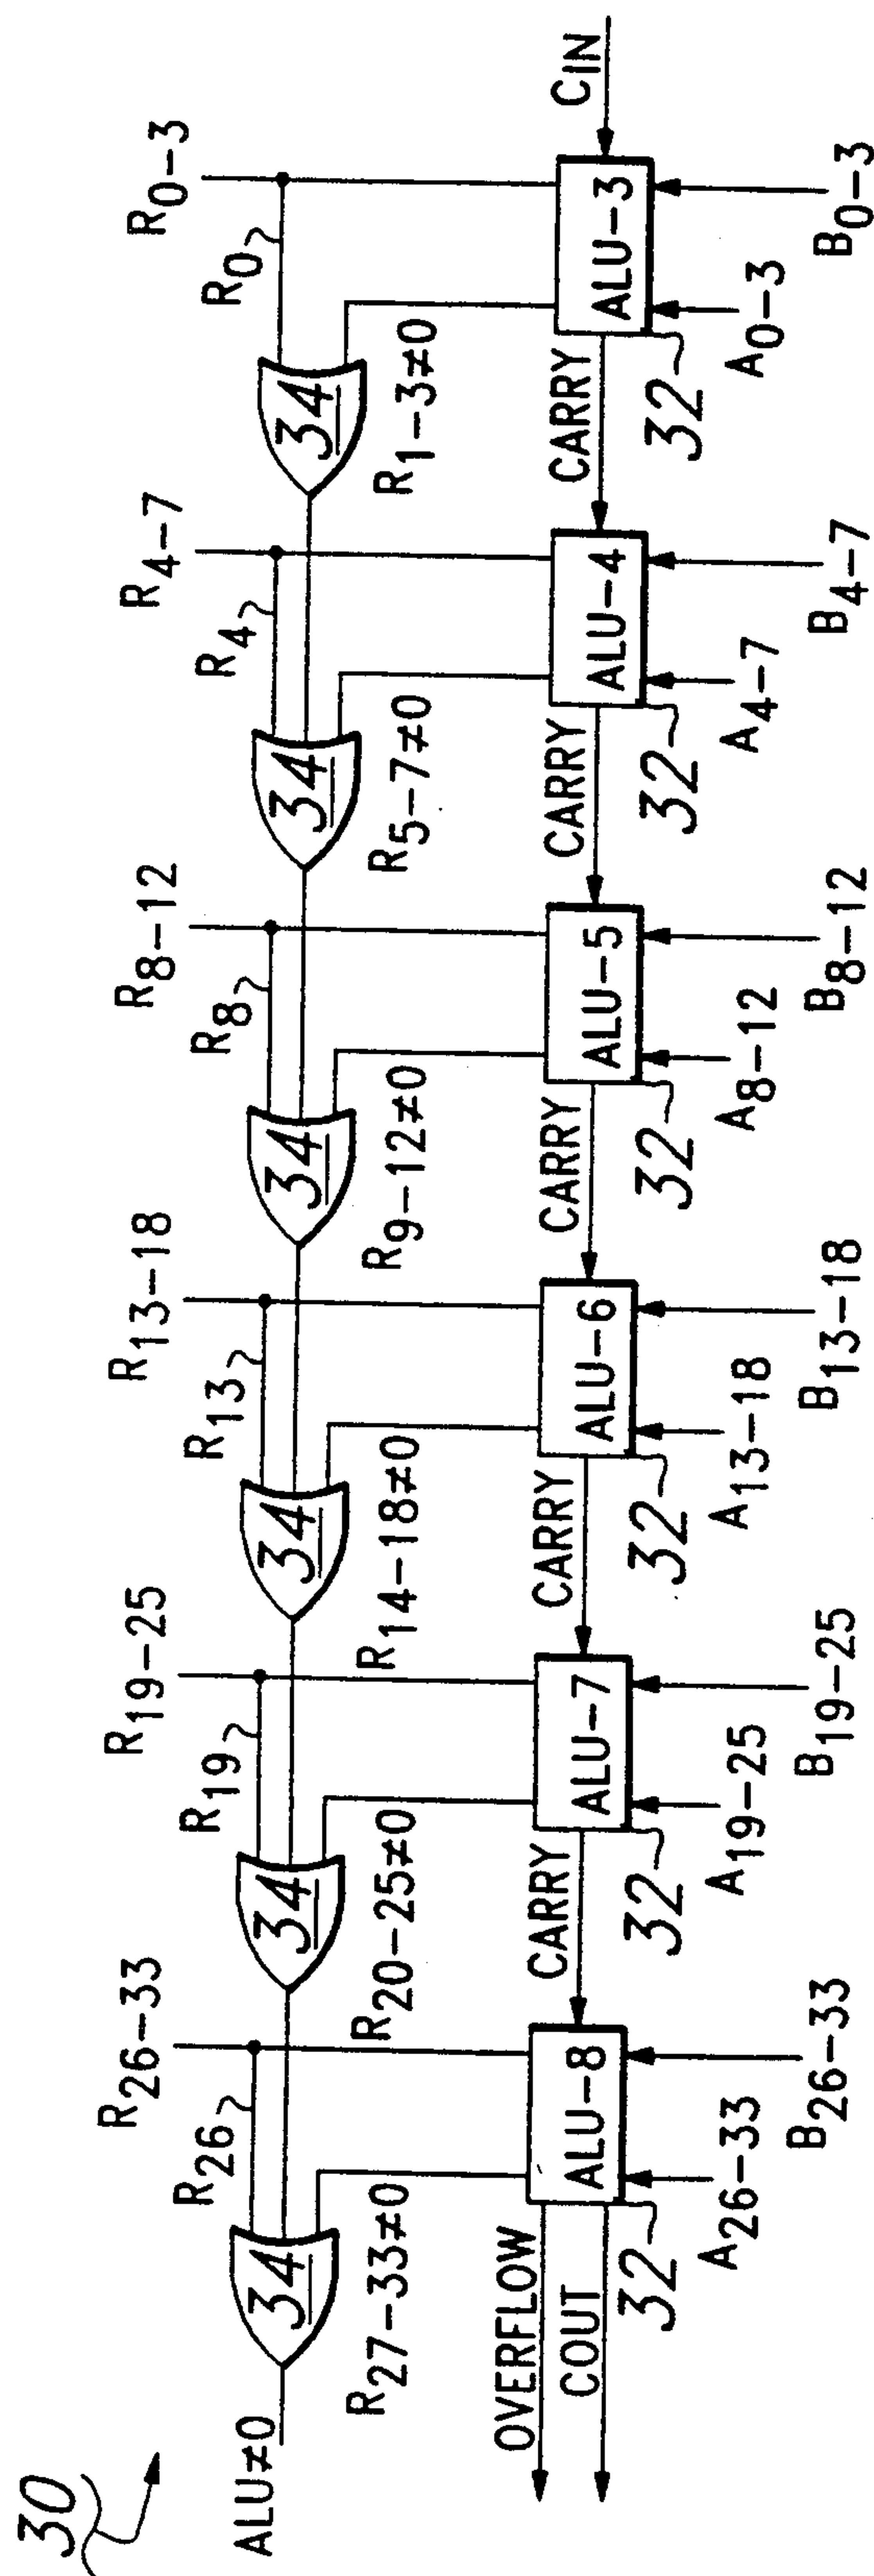 30
R26-33
R19-25
R13-18
R8-12
R4-7
R0-3
R26
R19
R13
R8
R4
R0
ALU≠0
34
34
34
34
34
34
R27-33≠0
R20-25≠0
R14-18≠0
R9-12≠0
R5-7≠0
R1-3≠0
OVERFLOW
COUT
CARRY
CARRY
CARRY
CARRY
CARRY
CIN
ALU-8
ALU-7
ALU-6
ALU-5
ALU-4
ALU-3
32
32
32
32
32
32
A26-33
B26-33
A19-25
B19-25
A13-18
B13-18
A8-12
B8-12
A4-7
B4-7
A0-3
B0-3